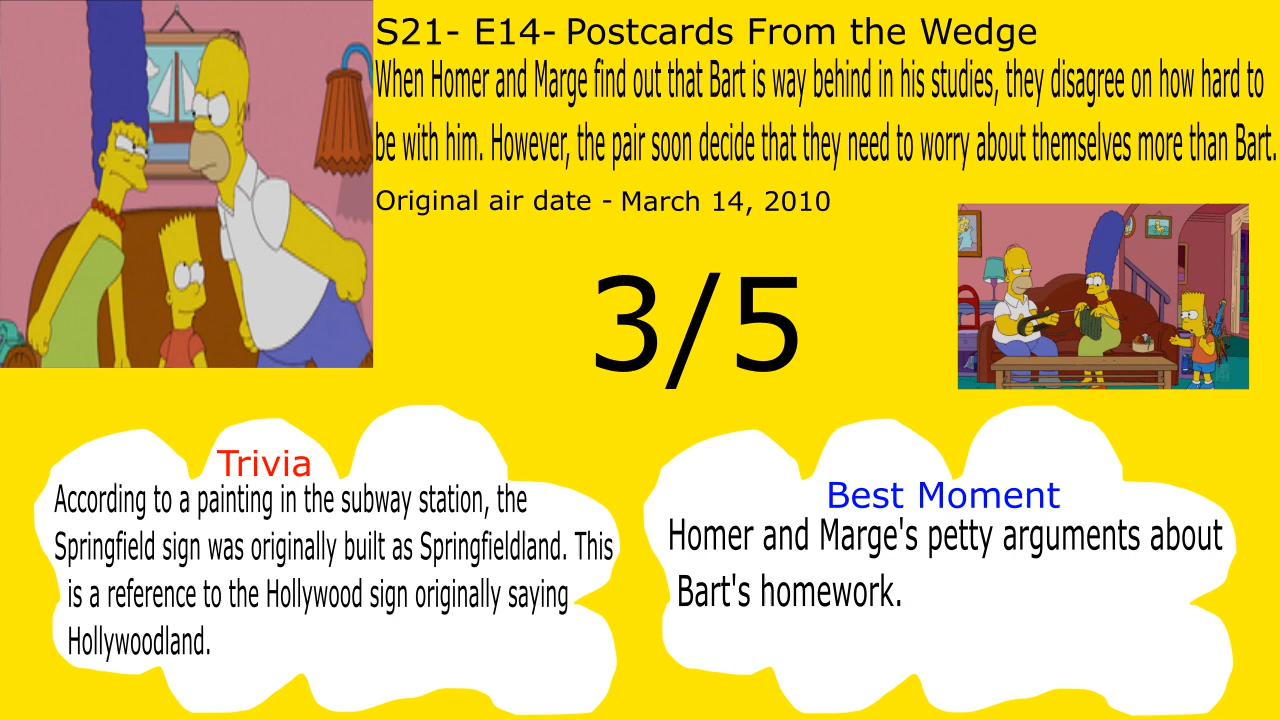 S21- E14- Postcards From the Wedge
When Homer and Marge find out that Bart is way behind in his studies, they disagree on how hard to
be with him. However, the pair soon decide that they need to worry about themselves more than Bart.
Original air date - March 14, 2010
3/5
Trivia
According to a painting in the subway station, the
Springfield sign was originally built as Springfieldland. This
is a reference to the Hollywood sign originally saying
Hollywoodland.
Best Moment
Homer and Marge's petty arguments about
Bart's homework.